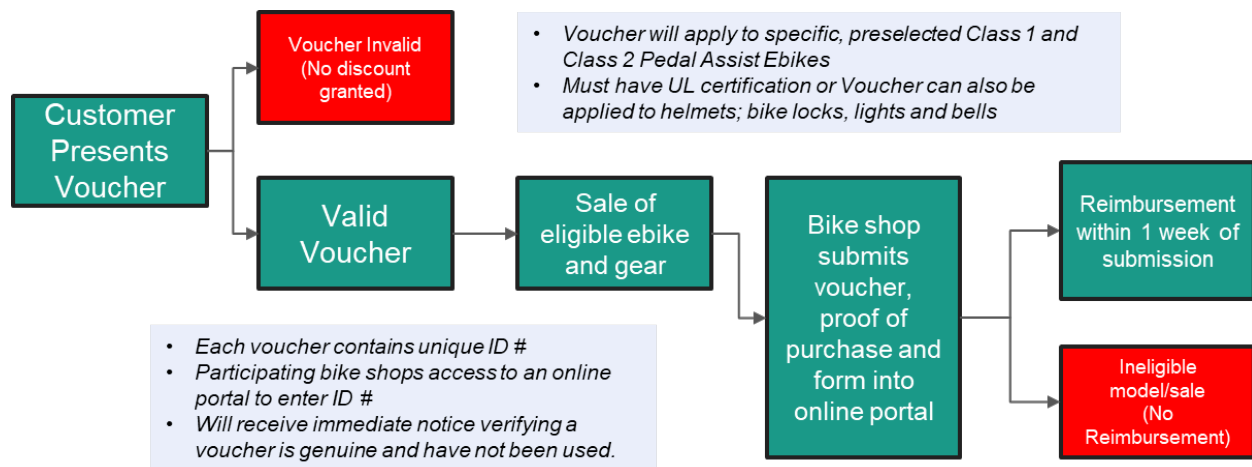 Voucher Invalid
(No discount
granted)
• Voucher will apply to specific, preselected Class 1 and
Class 2 Pedal Assist Ebikes
• Must have UL certification or Voucher can also be
applied to helmets; bike locks, lights and bells
Customer
Presents
Voucher
Valid
Voucher
Sale of
eligible ebike
and gear
Bike shop
submits
voucher,
proof of
purchase and
form into
online portal
Reimbursement
within 1 week of
submission
Ineligible
model/sale
(No
Reimbursement)
• Each voucher contains unique ID #
• Participating bike shops access to an online
portal to enter ID #
• Will receive immediate notice verifying a
voucher is genuine and have not been used.